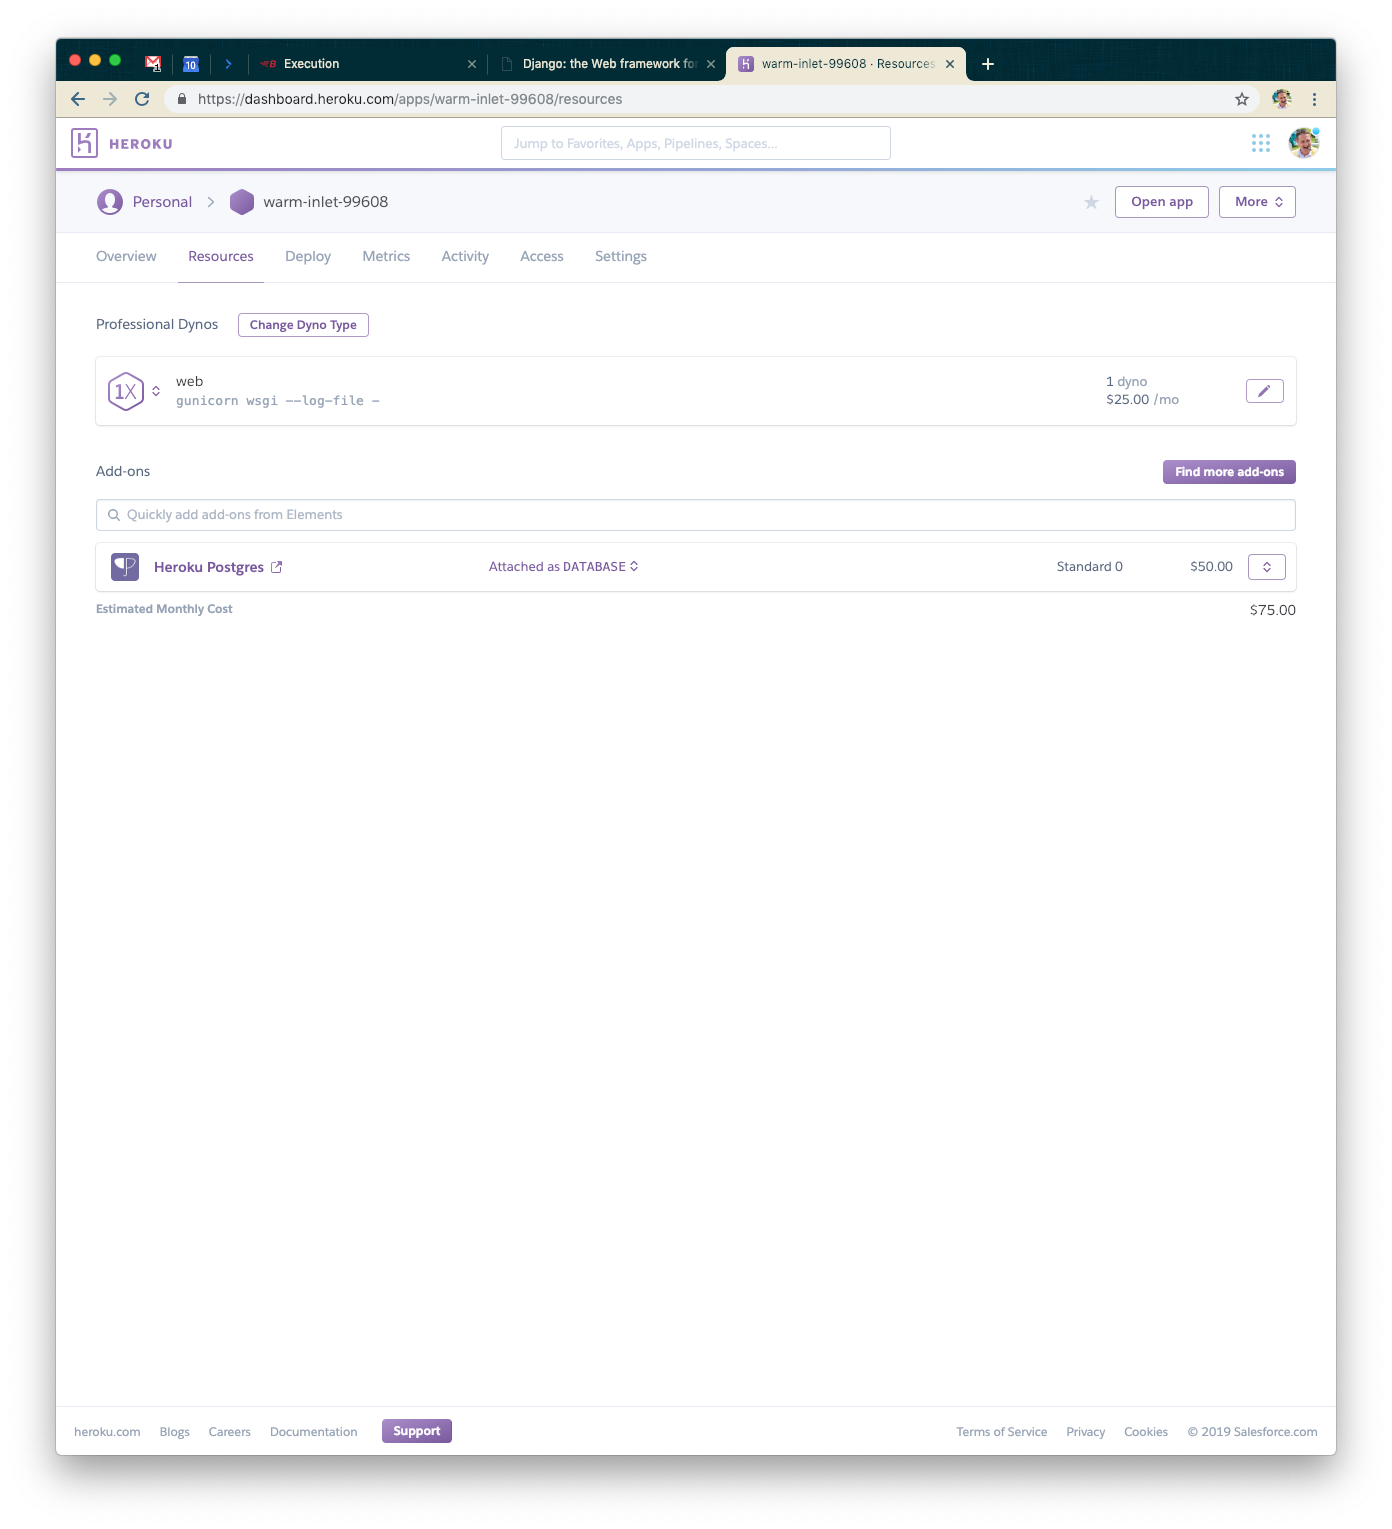 1
10
Execution
Django: the Web framework for
warm-inlet-99608 · Resources
https://dashboard.heroku.com/apps/warm-inlet-99608/resources
HEROKU
Jump to Favorites, Apps, Pipelines, Spaces...
Personal
warm-inlet-99608
Open app
More
Overview
Resources
Deploy
Metrics
Activity
Access
Settings
Professional Dynos
Change Dyno Type
1X
web
gunicorn wsgi --log-file -
1 dyno
$25.00 /mo
Add-ons
Find more add-ons
Quickly add add-ons from Elements
Heroku Postgres
Attached as DATABASE
Standard 0
$50.00
Estimated Monthly Cost
$75.00
heroku.com
Blogs
Careers
Documentation
Support
Terms of Service
Privacy
Cookies
© 2019 Salesforce.com